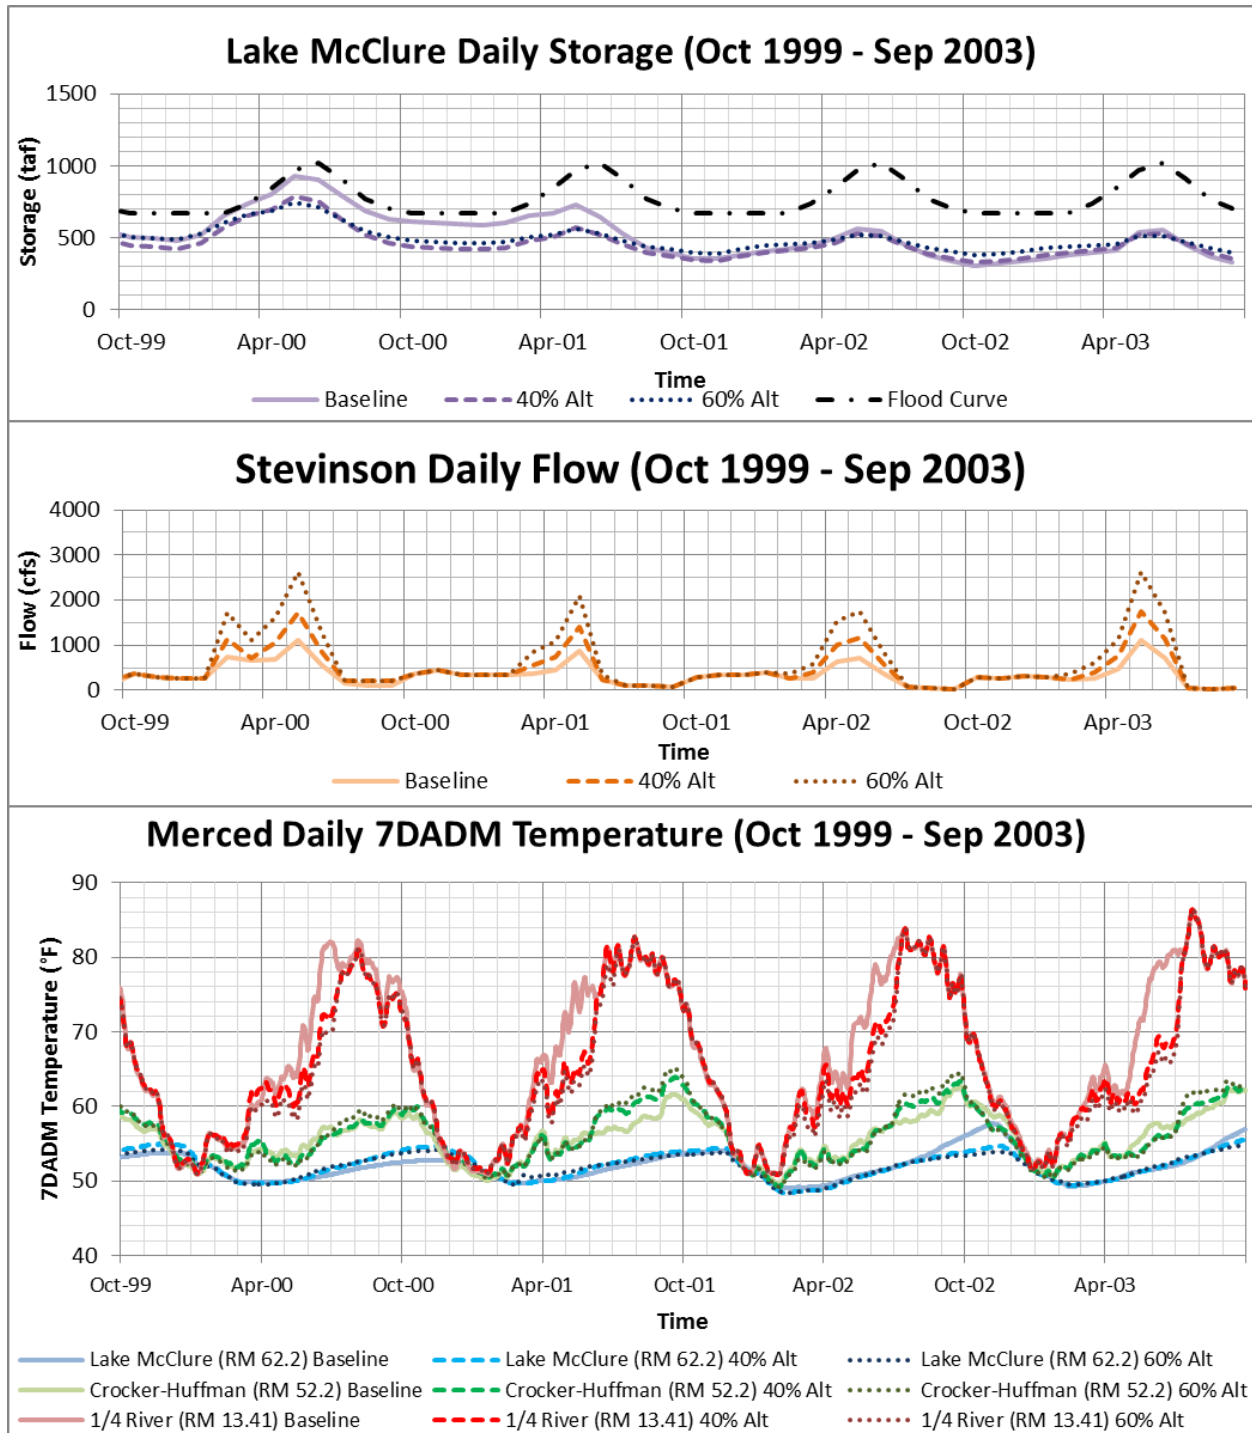 Lake McClure Daily Storage (Oct 1999 - Sep 2003)
Storage (taf)
1500
1000
500
0
Oct-99 Apr-00 Oct-00 Apr-01 Oct-01 Apr-02 Oct-02 Apr-03
Time
Baseline 40% Alt 60% Alt Flood Curve
Stevinson Daily Flow (Oct 1999 - Sep 2003)
Flow (cfs)
4000
3000
2000
1000
0
Oct-99 Apr-00 Oct-00 Apr-01 Oct-01 Apr-02 Oct-02 Apr-03
Time
Baseline 40% Alt 60% Alt
Merced Daily 7DADM Temperature (Oct 1999 - Sep 2003)
7DADM Temperature (°F)
90
80
70
60
50
40
Oct-99 Apr-00 Oct-00 Apr-01 Oct-01 Apr-02 Oct-02 Apr-03
Time
Lake McClure (RM 62.2) Baseline Lake McClure (RM 62.2) 40% Alt Lake McClure (RM 62.2) 60% Alt
Crocker-Huffman (RM 52.2) Baseline Crocker-Huffman (RM 52.2) 40% Alt Crocker-Huffman (RM 52.2) 60% Alt
1/4 River (RM 13.41) Baseline 1/4 River (RM 13.41) 40% Alt 1/4 River (RM 13.41) 60% Alt